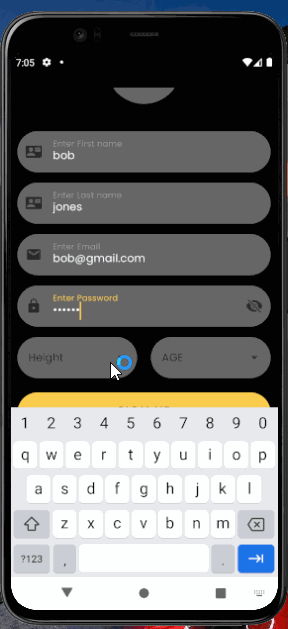 7:05
Enter First name
bob
Enter Last name
jones
Enter Email
bob@gmail.com
Enter Password
••••••
Height AGE
1 2 3 4 5 6 7 8 9 0
q w e r t y u i o p
a s d f g h j k l
z x c v b n m
?123 , .